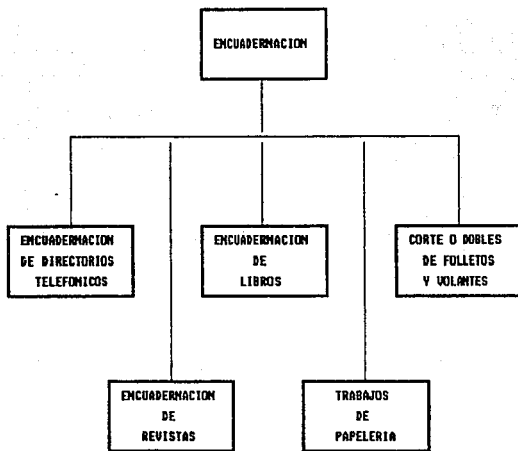 ENCUADERNACION
ENCUADERNACION
DE DIRECTORIOS
TELEFONICOS
ENCUADERNACION
DE
LIBROS
CORTE O DOBLES
DE FOLLETOS
Y VOLANTES
ENCUADERNACION
DE
REVISTAS
TRABAJOS
DE
PAPELERIA